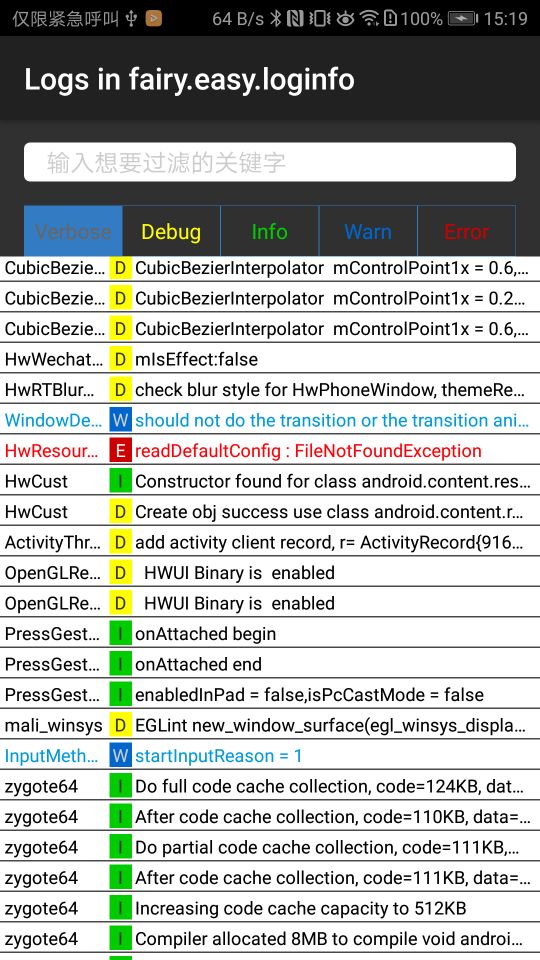 仅限紧急呼叫 64 B/s 100% 15:19
Logs in fairy.easy.loginfo
输入想要过滤的关键字
Verbose Debug Info Warn Error
CubicBezie... D CubicBezierInterpolator mControlPoint1x = 0.6,...
CubicBezie... D CubicBezierInterpolator mControlPoint1x = 0.2...
CubicBezie... D CubicBezierInterpolator mControlPoint1x = 0.6,...
HwWechat... D mIsEffect:false
HwRTBlur... D check blur style for HwPhoneWindow, themeRe...
WindowDe... W should not do the transition or the transition ani...
HwResour... E readDefaultConfig : FileNotFoundException
HwCust I Constructor found for class android.content.res...
HwCust D Create obj success use class android.content.r...
ActivityThr... D add activity client record, r= ActivityRecord{916...
OpenGLRe... D HWUI Binary is enabled
OpenGLRe... D HWUI Binary is enabled
PressGest... I onAttached begin
PressGest... I onAttached end
PressGest... I enabledInPad = false,isPcCastMode = false
mali_winsys D EGLint new_window_surface(egl_winsys_displa...
InputMeth... W startInputReason = 1
zygote64 I Do full code cache collection, code=124KB, dat...
zygote64 I After code cache collection, code=110KB, data=...
zygote64 I Do partial code cache collection, code=111KB,...
zygote64 I After code cache collection, code=111KB, data=...
zygote64 I Increasing code cache capacity to 512KB
zygote64 I Compiler allocated 8MB to compile void androi...